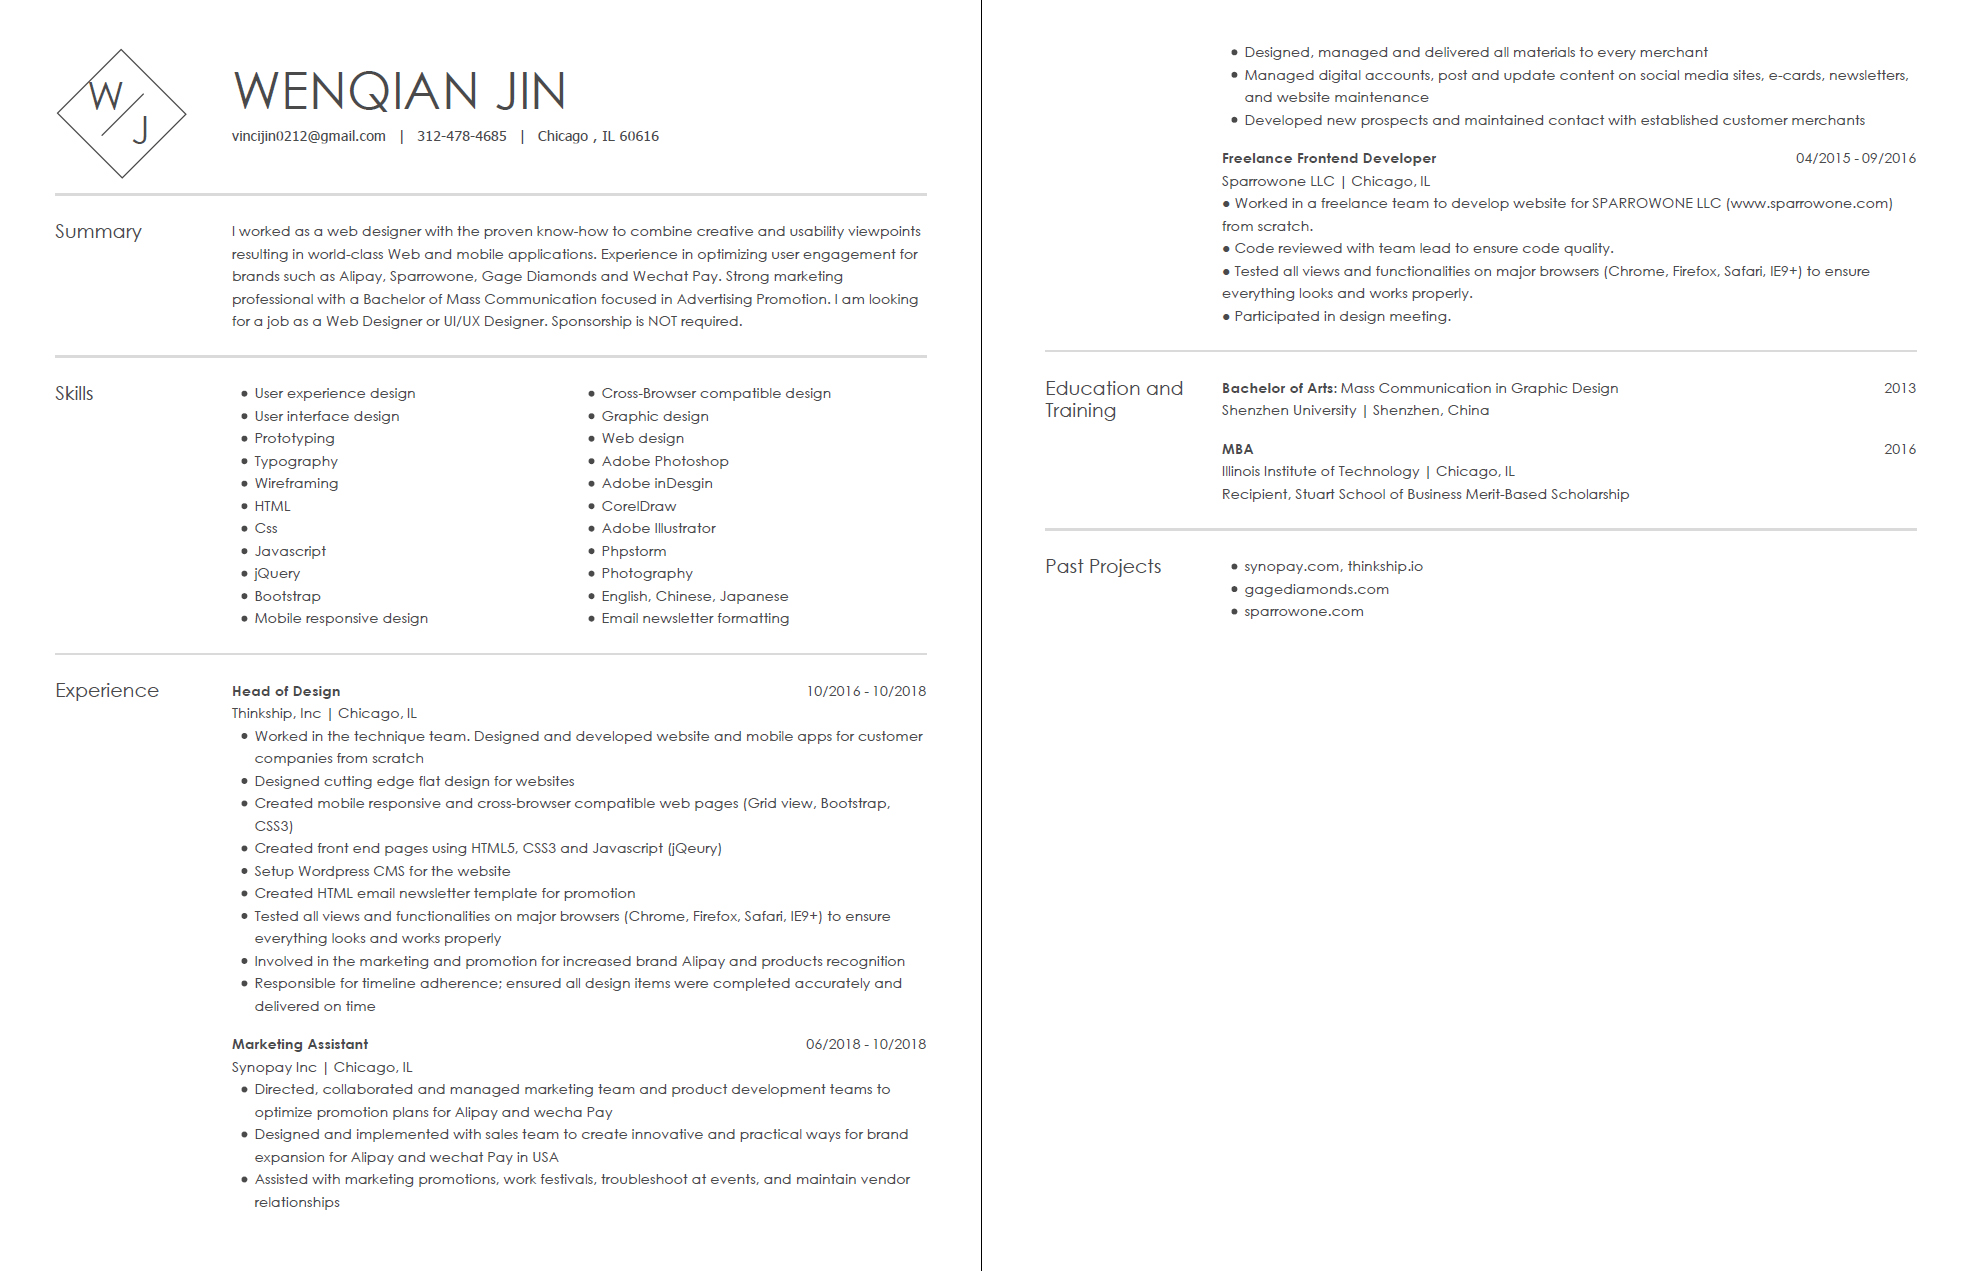 W
J
WENQIAN JIN
vincijin0212@gmail.com | 312-478-4685 | Chicago , IL 60616
Summary
I worked as a web designer with the proven know-how to combine creative and usability viewpoints
resulting in world-class Web and mobile applications. Experience in optimizing user engagement for
brands such as Alipay, Sparrowone, Gage Diamonds and Wechat Pay. Strong marketing
professional with a Bachelor of Mass Communication focused in Advertising Promotion. I am looking
for a job as a Web Designer or UI/UX Designer. Sponsorship is NOT required.
Skills
● User experience design
● User interface design
● Prototyping
● Typography
● Wireframing
● HTML
● Css
● Javascript
● jQuery
● Bootstrap
● Mobile responsive design
● Cross-Browser compatible design
● Graphic design
● Web design
● Adobe Photoshop
● Adobe inDesgin
● CorelDraw
● Adobe Illustrator
● Phpstorm
● Photography
● English, Chinese, Japanese
● Email newsletter formatting
Experience
Head of Design 10/2016 - 10/2018
Thinkship, Inc | Chicago, IL
● Worked in the technique team. Designed and developed website and mobile apps for customer
companies from scratch
● Designed cutting edge flat design for websites
● Created mobile responsive and cross-browser compatible web pages (Grid view, Bootstrap,
CSS3)
● Created front end pages using HTML5, CSS3 and Javascript (jQeury)
● Setup Wordpress CMS for the website
● Created HTML email newsletter template for promotion
● Tested all views and functionalities on major browsers (Chrome, Firefox, Safari, IE9+) to ensure
everything looks and works properly
● Involved in the marketing and promotion for increased brand Alipay and products recognition
● Responsible for timeline adherence; ensured all design items were completed accurately and
delivered on time
Marketing Assistant 06/2018 - 10/2018
Synopay Inc | Chicago, IL
● Directed, collaborated and managed marketing team and product development teams to
optimize promotion plans for Alipay and wecha Pay
● Designed and implemented with sales team to create innovative and practical ways for brand
expansion for Alipay and wechat Pay in USA
● Assisted with marketing promotions, work festivals, troubleshoot at events, and maintain vendor
relationships
● Designed, managed and delivered all materials to every merchant
● Managed digital accounts, post and update content on social media sites, e-cards, newsletters,
and website maintenance
● Developed new prospects and maintained contact with established customer merchants
Freelance Frontend Developer 04/2015 - 09/2016
Sparrowone LLC | Chicago, IL
● Worked in a freelance team to develop website for SPARROWONE LLC (www.sparrowone.com)
from scratch.
● Code reviewed with team lead to ensure code quality.
● Tested all views and functionalities on major browsers (Chrome, Firefox, Safari, IE9+) to ensure
everything looks and works properly.
● Participated in design meeting.
Education and
Training
Bachelor of Arts: Mass Communication in Graphic Design 2013
Shenzhen University | Shenzhen, China
MBA 2016
Illinois Institute of Technology | Chicago, IL
Recipient, Stuart School of Business Merit-Based Scholarship
Past Projects
● synopay.com, thinkship.io
● gagediamonds.com
● sparrowone.com